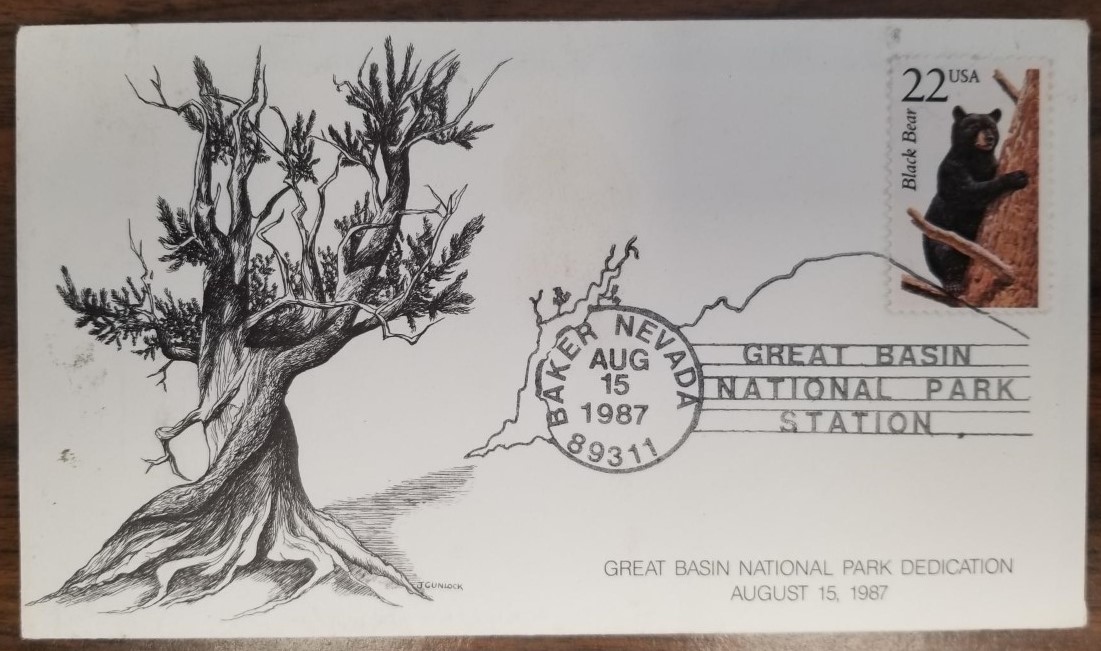 22 USA
Black Bear
BAKER NEVADA
AUG
15
1987
89311
GREAT BASIN
NATIONAL PARK
STATION
J. GUNLOCK
GREAT BASIN NATIONAL PARK DEDICATION
AUGUST 15, 1987